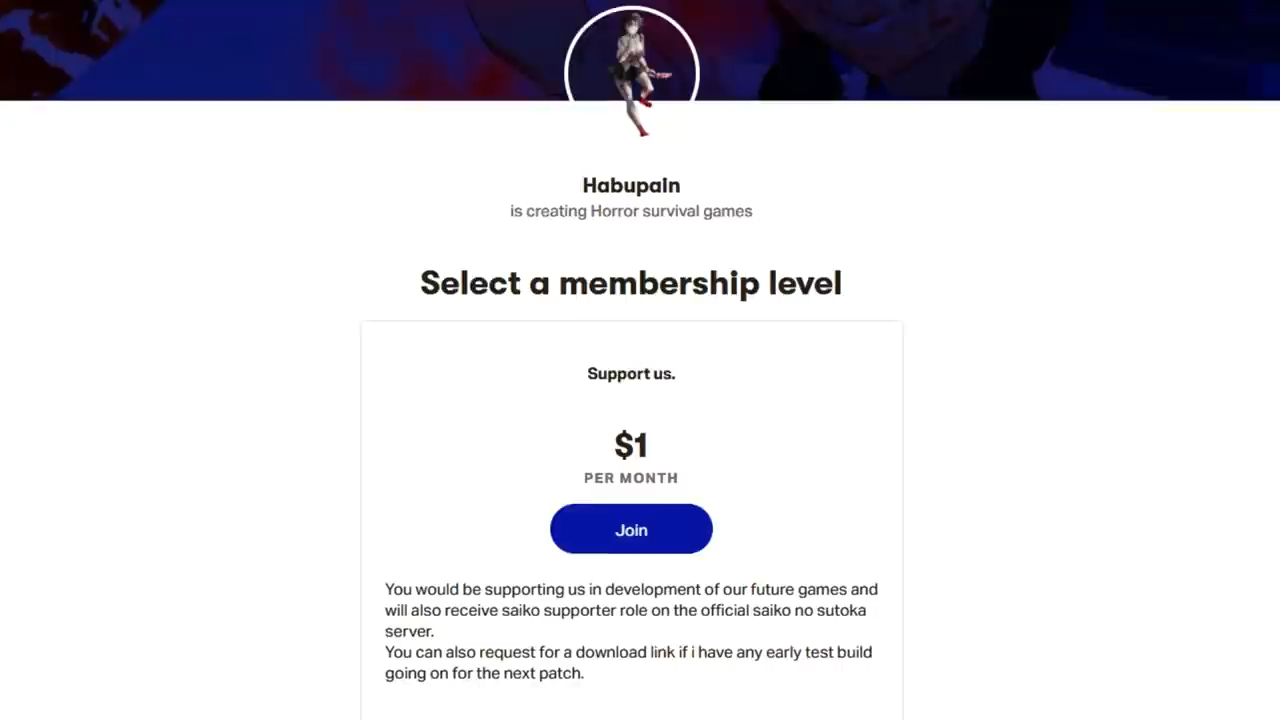 Habupain
is creating Horror survival games
Select a membership level
Support us.
$1
PER MONTH
Join
You would be supporting us in development of our future games and
will also receive saiko supporter role on the official saiko no sutoka
server.
You can also request for a download link if i have any early test build
going on for the next patch.